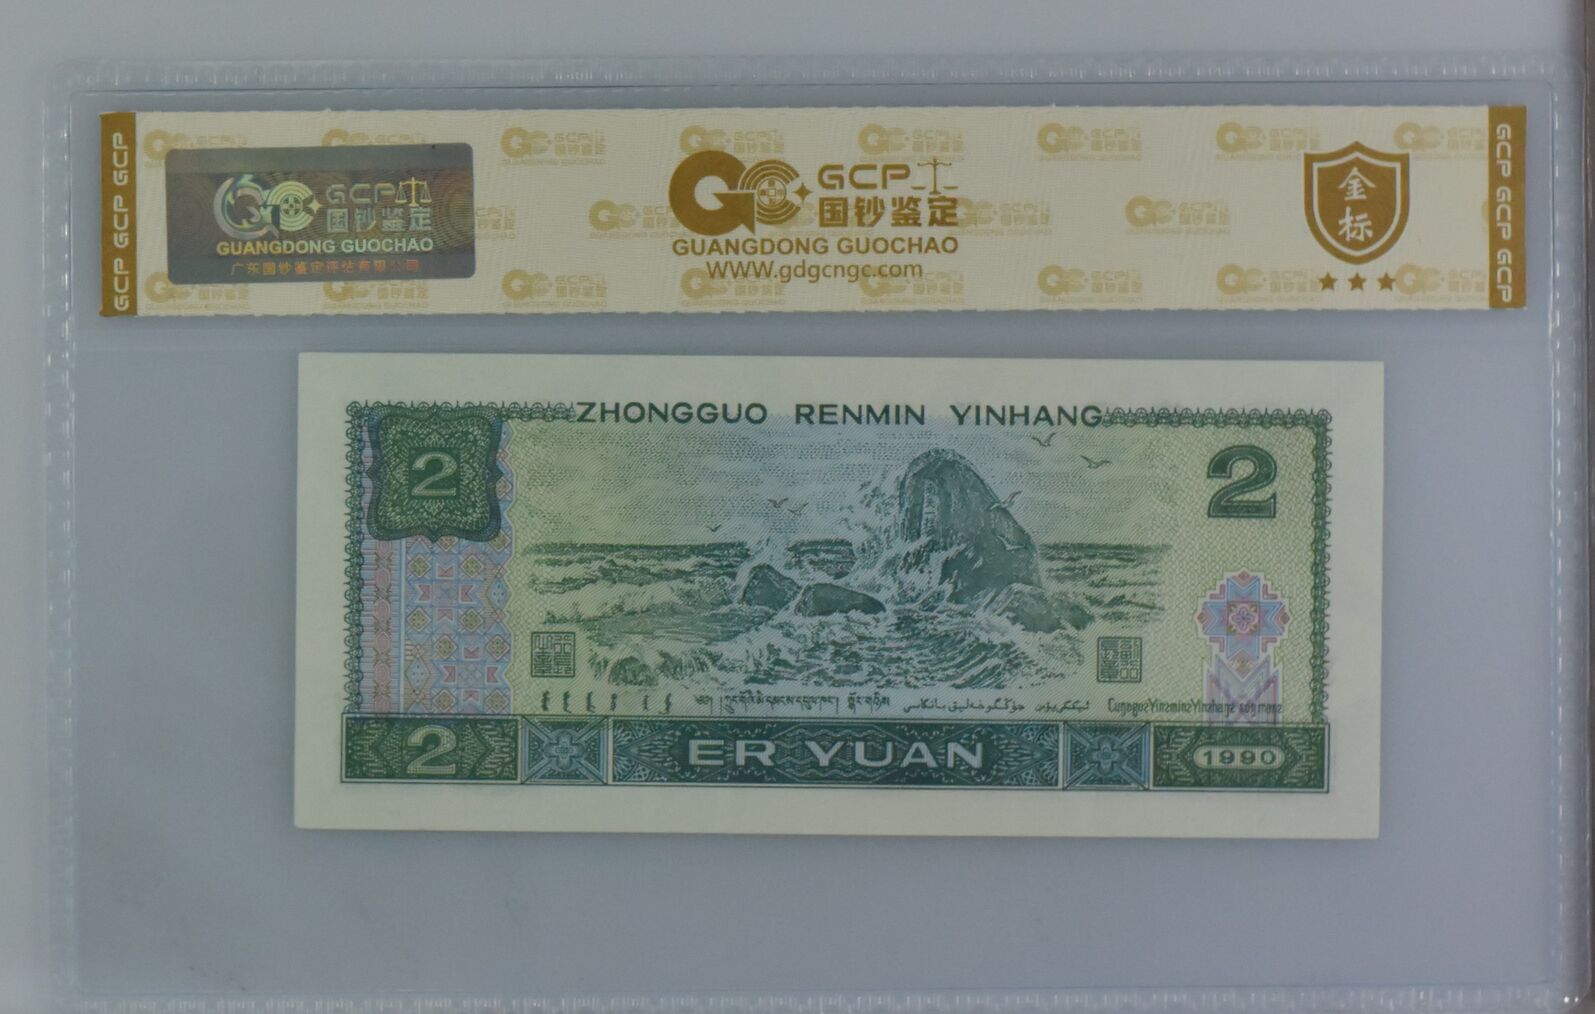 GCP GCP GCP
GCP
国钞鉴定
GUANGDONG GUOCHAO
广东国钞鉴定评估有限公司
GCP
国钞鉴定
GUANGDONG GUOCHAO
WWW.gdgcngc.com
金
标
GCP GCP GCP
ZHONGGUO RENMIN YINHANG
2
2
2
ER YUAN
1990